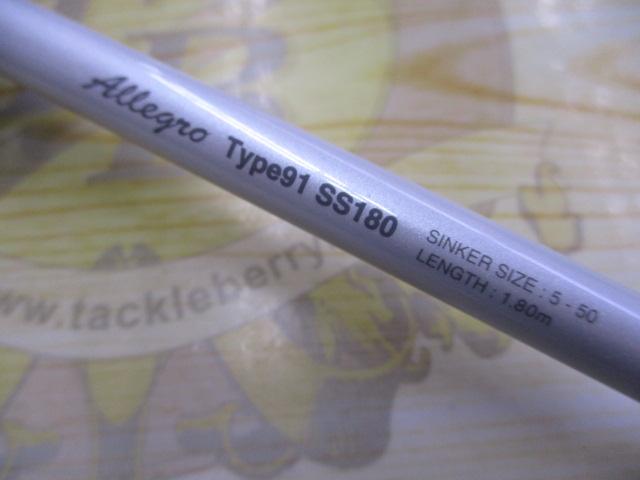 Allegro Type91 SS180
SINKER SIZE : 5 - 50
LENGTH : 1.80m
www.tackleberry